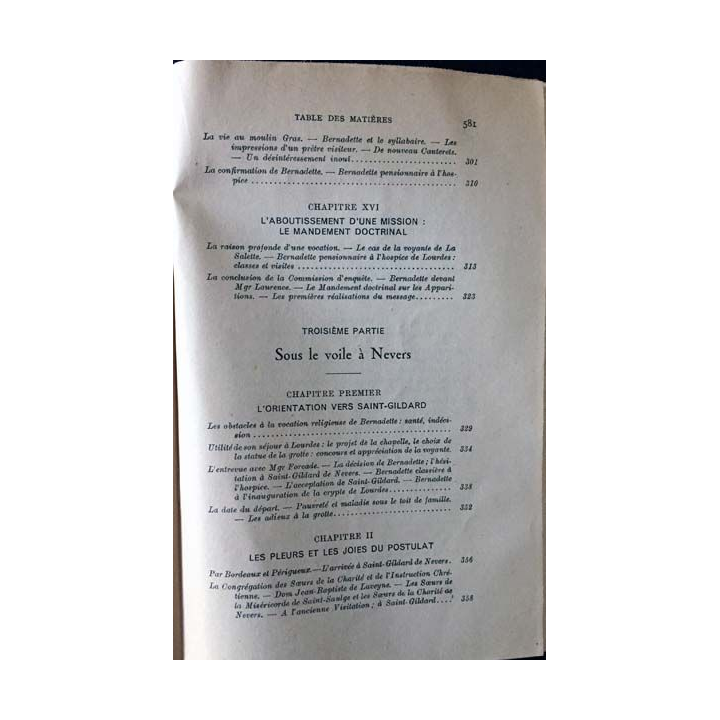 TABLE DES MATIÈRES 581
La vie au moulin Gras. — Bernadette et le syllabaire. — Les
impressions d'un prêtre visiteur. — De nouveau Cauterets.
— Un désintéressement inouï........................ 301
La confirmation de Bernadette. — Bernadette pensionnaire à l'hos-
pice ................................................ 310
CHAPITRE XVI
L'ABOUTISSEMENT D'UNE MISSION :
LE MANDEMENT DOCTRINAL
La raison profonde d'une vocation. — Le cas de la voyante de La
Salette. — Bernadette pensionnaire à l'hospice de Lourdes :
classes et visites ................................... 313
La conclusion de la Commission d'enquête. — Bernadette devant
Mgr Laurence. — Le Mandement doctrinal sur les Appari-
tions. — Les premières réalisations du message......... 323
TROISIÈME PARTIE
Sous le voile à Nevers
CHAPITRE PREMIER
L'ORIENTATION VERS SAINT-GILDARD
Les obstacles à la vocation religieuse de Bernadette : santé, indéci-
sion ................................................ 329
Utilité de son séjour à Lourdes : le projet de la chapelle, le choix de
la statue de la grotte : concours et appréciation de la voyante. 334
L'entrevue avec Mgr Forcade. — La décision de Bernadette ; l'hési-
tation à Saint-Gildard de Nevers. — Bernadette classière à
l'hospice. — L'acceptation de Saint-Gildard. — Bernadette
à l'inauguration de la crypte de Lourdes............... 338
La date du départ. — Pauvreté et maladie sous le toit de famille.
— Les adieux à la grotte............................. 352
CHAPITRE II
LES PLEURS ET LES JOIES DU POSTULAT
Par Bordeaux et Périgueux.—L'arrivée à Saint-Gildard de Nevers. 356
La Congrégation des Sœurs de la Charité et de l'Instruction Chré-
tienne. — Dom Jean-Baptiste de Laveyne. — Les Sœurs de
la Miséricorde de Saint-Saulge et les Sœurs de la Charité de
Nevers. — A l'ancienne Visitation ; à Saint-Gildard.... 358